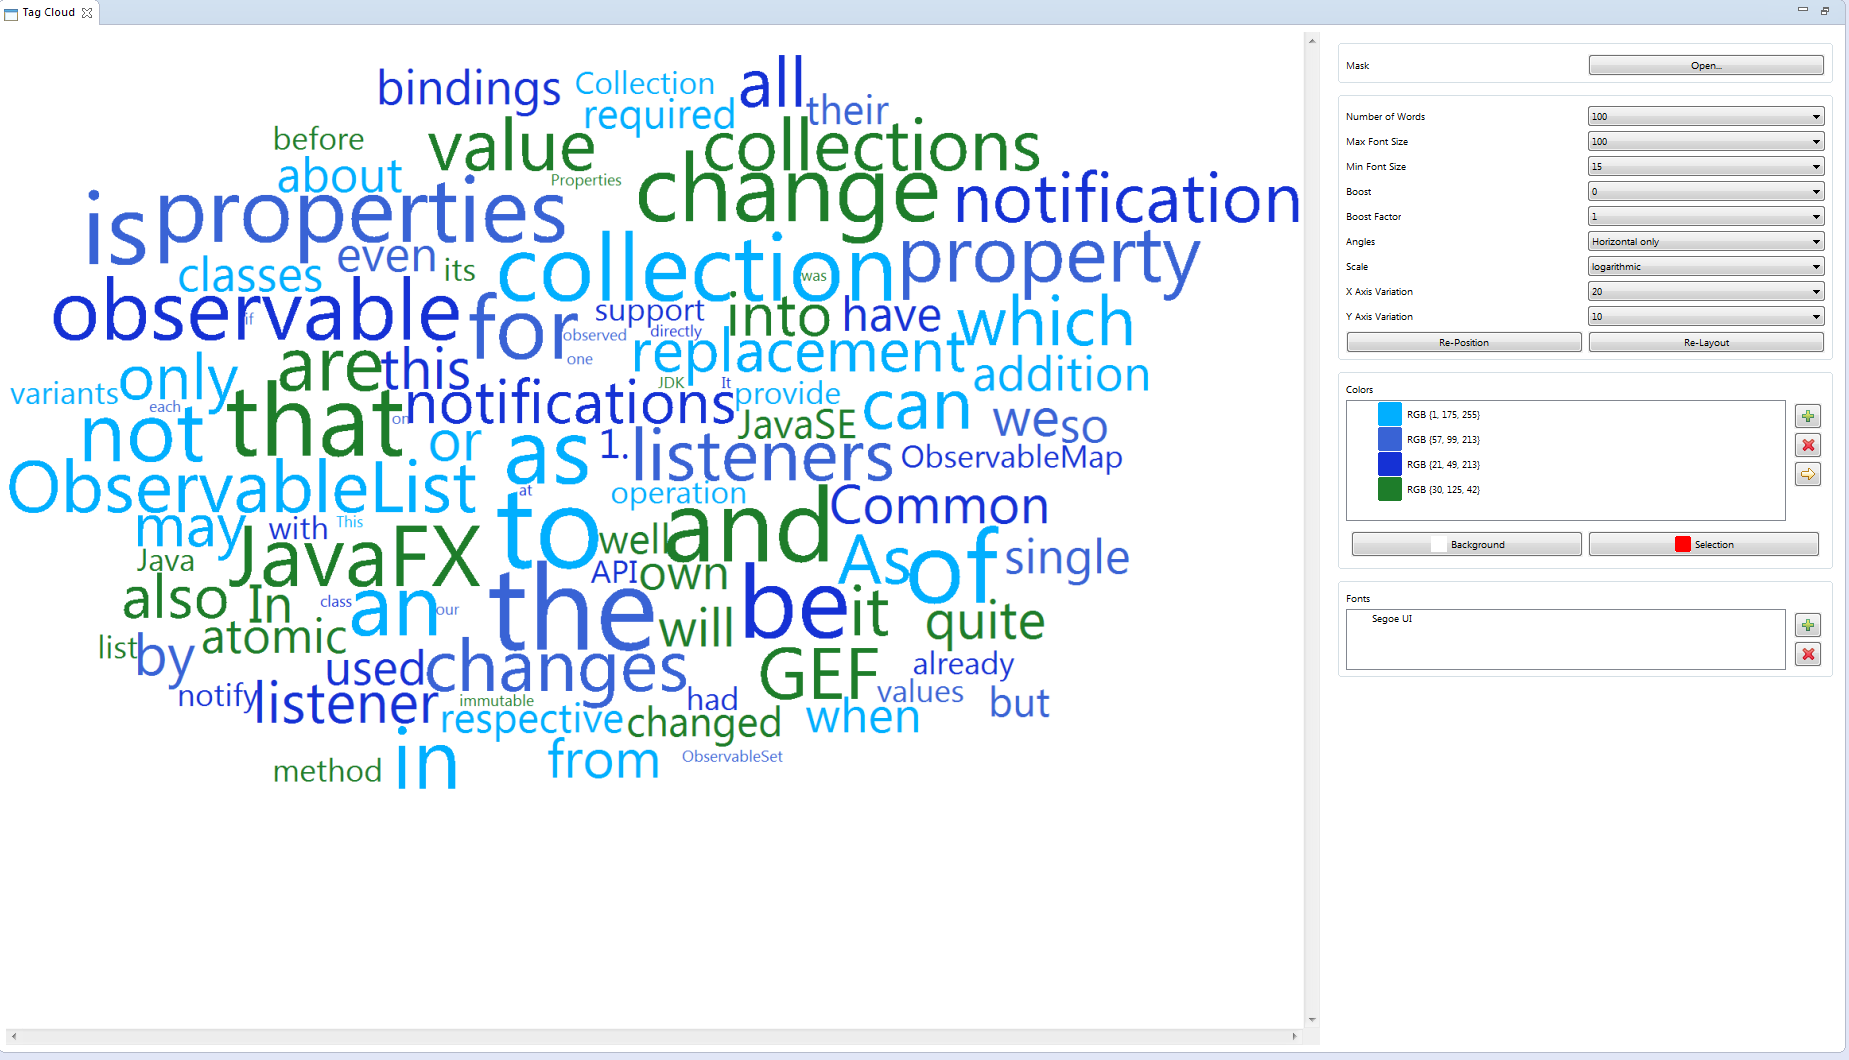 Tag Cloud
bindings Collection all
required their
before value collections
about Properties change
is properties notification
classes even its collection was property
observable if for support into have which
observed directly
one replacement addition
variants only are this JDK It provide
each that on notifications JavaSE can we so
not or as 1. listeners ObservableMap
ObservableList at operation Common
may with This to well and
Java JavaFX API own As of single
also In class an our the be it quite
list by atomic will
used changes GEF already
notify listener immutable had values but
respective changed when
method in from ObservableSet
Mask Open...
Number of Words 100
Max Font Size 100
Min Font Size 15
Boost 0
Boost Factor 1
Angles Horizontal only
Scale logarithmic
X Axis Variation 20
Y Axis Variation 10
Re-Position Re-Layout
Colors
RGB {1, 175, 255}
RGB {57, 99, 213}
RGB {21, 49, 213}
RGB {30, 125, 42}
Background Selection
Fonts
Segoe UI